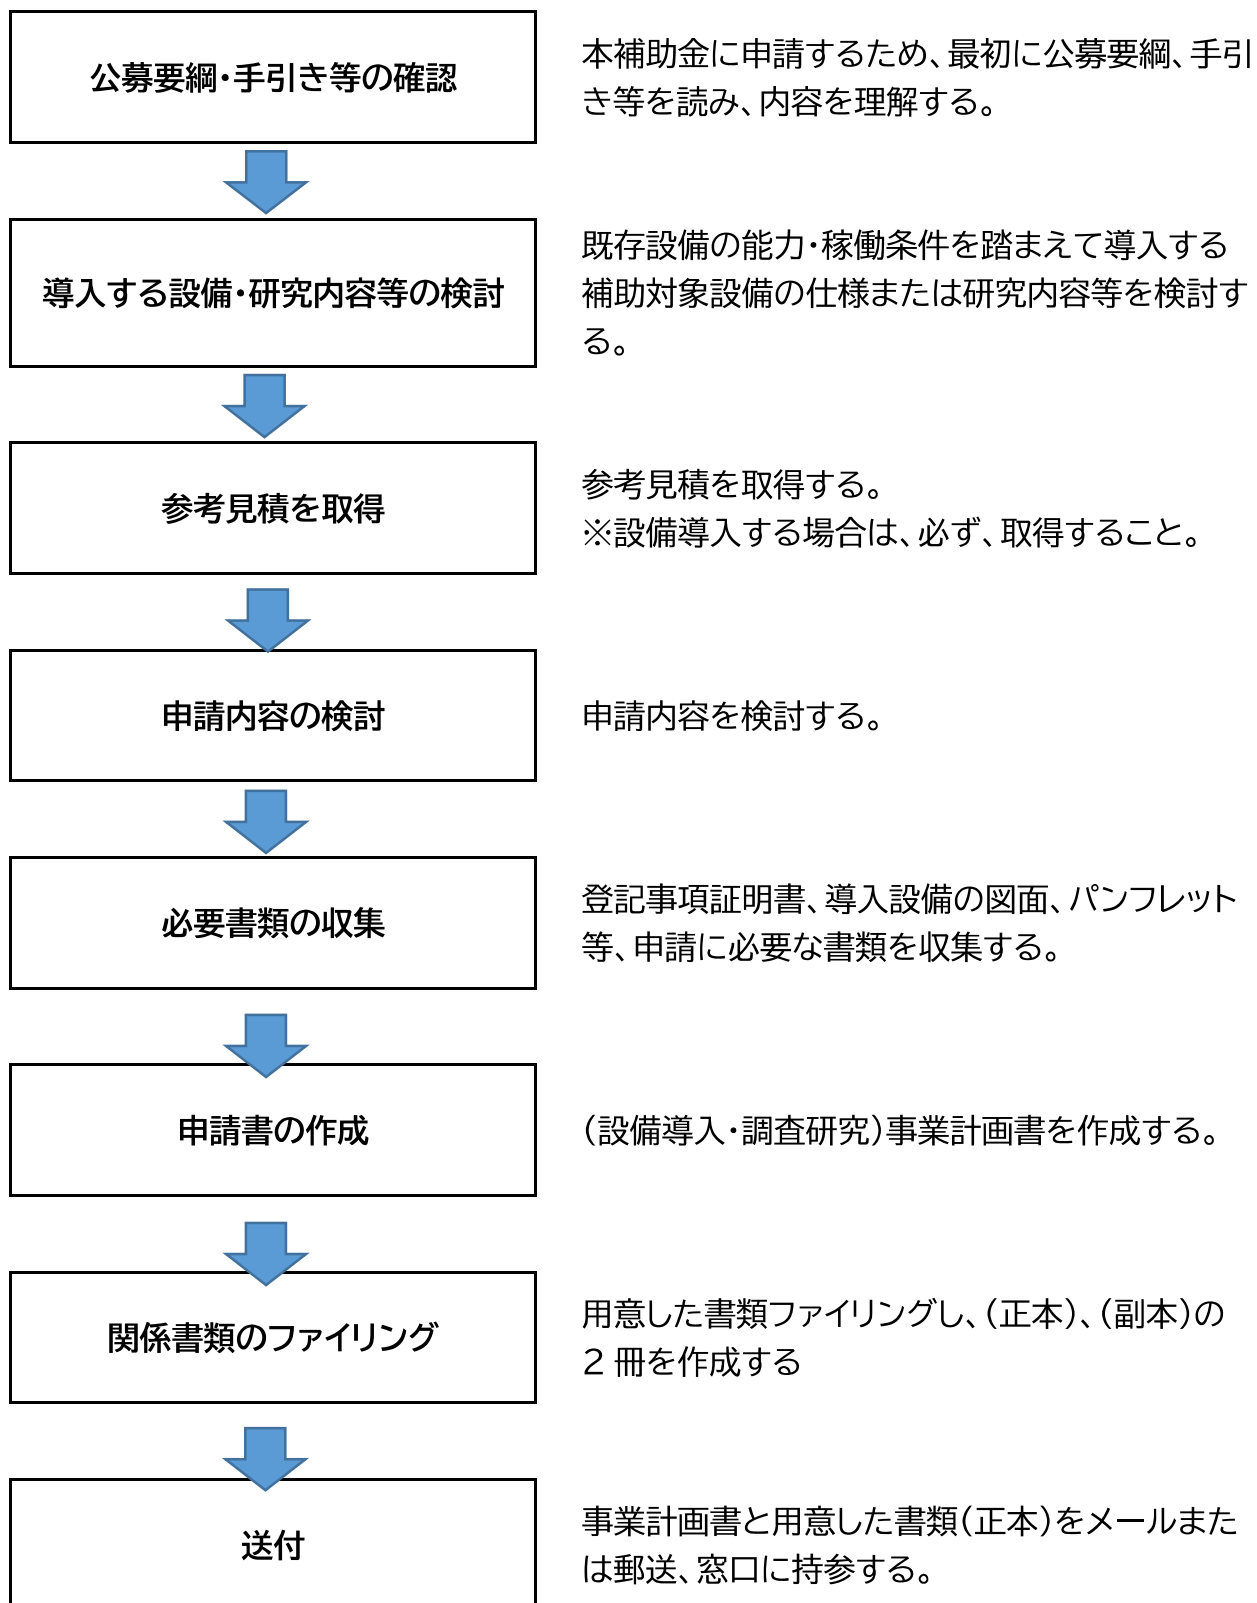 公募要綱・手引き等の確認
本補助金に申請するため、最初に公募要綱、手引
き等を読み、内容を理解する。
導入する設備・研究内容等の検討
既存設備の能力・稼働条件を踏まえて導入する
補助対象設備の仕様または研究内容等を検討す
る。
参考見積を取得
参考見積を取得する。
※設備導入する場合は、必ず、取得すること。
申請内容の検討
申請内容を検討する。
必要書類の収集
登記事項証明書、導入設備の図面、パンフレット
等、申請に必要な書類を収集する。
申請書の作成
（設備導入・調査研究）事業計画書を作成する。
関係書類のファイリング
用意した書類ファイリングし、（正本）、（副本）の
2 冊を作成する
送付
事業計画書と用意した書類（正本）をメールまた
は郵送、窓口に持参する。